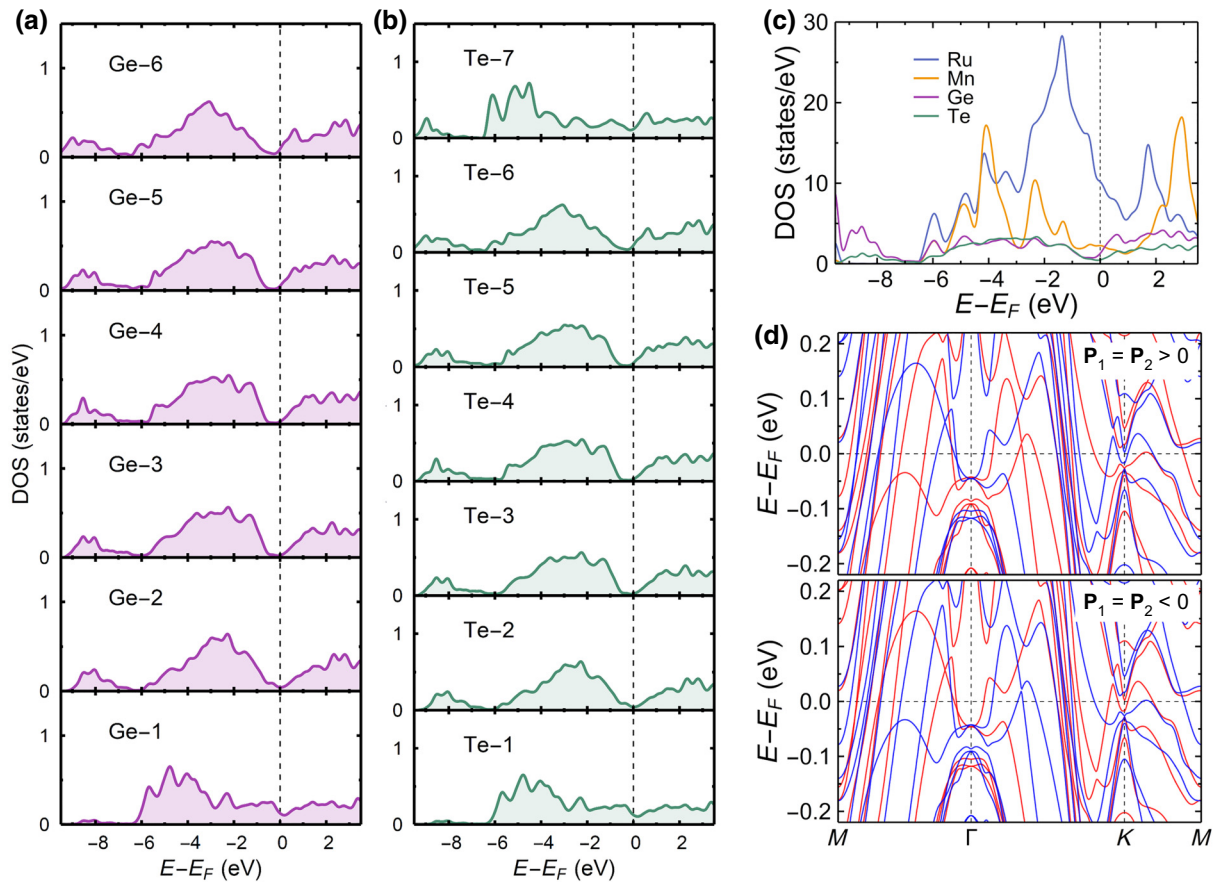 (a)
DOS (states/eV)
Ge−6
1
0
Ge−5
1
0
Ge−4
1
0
Ge−3
1
0
Ge−2
1
0
Ge−1
1
0
−8 −6 −4 −2 0 2
E−E_F (eV)
(b)
Te−7
1
0
Te−6
1
0
Te−5
1
0
Te−4
1
0
Te−3
1
0
Te−2
1
0
Te−1
1
0
−8 −6 −4 −2 0 2
E−E_F (eV)
(c)
DOS (states/eV)
30
20
10
0
Ru
Mn
Ge
Te
−8 −6 −4 −2 0 2
E−E_F (eV)
(d)
P₁ = P₂ > 0
E−E_F (eV)
0.2
0.1
0.0
−0.1
−0.2
P₁ = P₂ < 0
E−E_F (eV)
0.2
0.1
0.0
−0.1
−0.2
M Γ K M